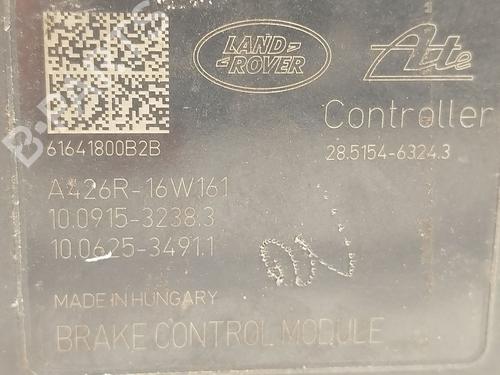 LAND
ROVER
Ate
Controller
61641800B2B
28.5154-6324.3
A426R-16W161
10.0915-3238.3
10.0625-3491.1
MADE IN HUNGARY
BRAKE CONTROL MODULE